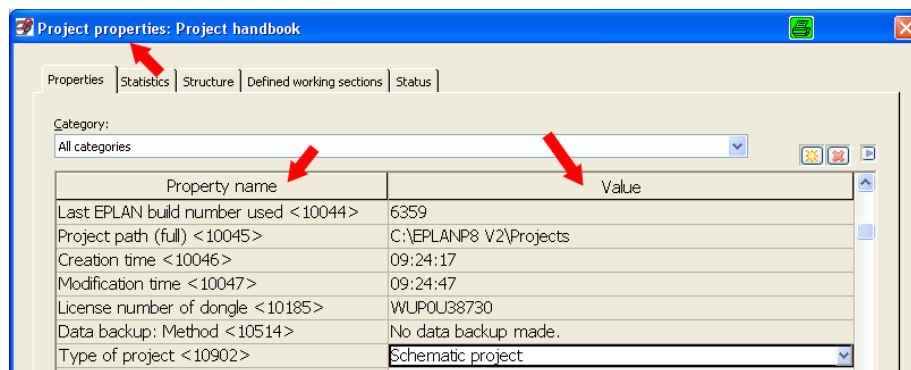 Project properties: Project handbook
Properties Statistics Structure Defined working sections Status
Category:
All categories
Property name Value
Last EPLAN build number used <10044> 6359
Project path (full) <10045> C:\EPLANP8 V2\Projects
Creation time <10046> 09:24:17
Modification time <10047> 09:24:47
License number of dongle <10185> WUP0U38730
Data backup: Method <10514> No data backup made.
Type of project <10902> Schematic project